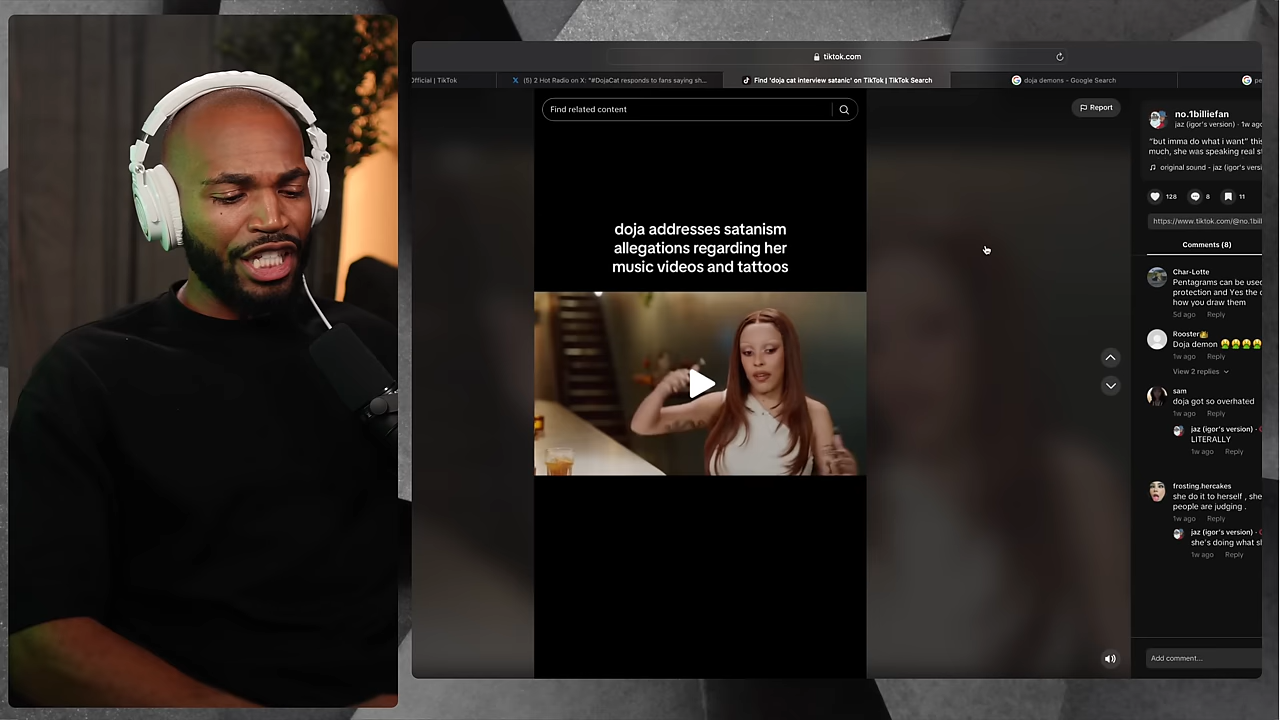 tiktok.com
Official | TikTok
(5) 2 Hot Radio on X: "#DojaCat responds to fans saying sh...
Find 'doja cat interview satanic' on TikTok | TikTok Search
doja demons - Google Search
pe
Find related content
Report
doja addresses satanism
allegations regarding her
music videos and tattoos
no.1billiefan
jaz (igor's version) · 1w ago
"but imma do what i want" this
much, she was speaking real s
original sound - jaz (igor's versi
128
8
11
https://www.tiktok.com/@no.1bill
Comments (8)
Char-Lotte
Pentagrams can be used
protection and Yes the
how you draw them
5d ago Reply
Rooster
Doja demon 🤮🤮🤮🤮
1w ago Reply
View 2 replies
sam
doja got so overhated
1w ago Reply
jaz (igor's version) ·
LITERALLY
1w ago Reply
frosting.hercakes
she do it to herself , she
people are judging .
1w ago Reply
jaz (igor's version) ·
she's doing what
1w ago Reply
Add comment...